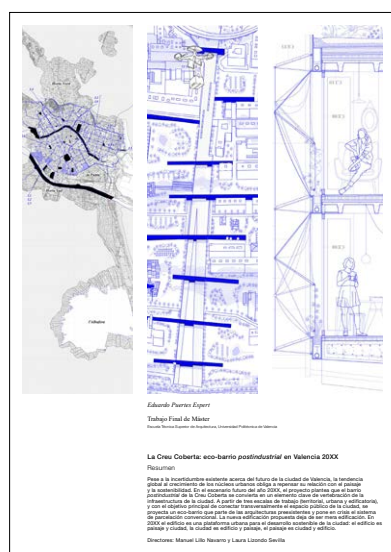 Eduardo Puertes Espert
Trabajo Final de Máster
Escuela Técnica Superior de Arquitectura, Universidad Politécnica de Valencia
La Creu Coberta: eco-barrio postindustrial en Valencia 20XX
Resumen
Pese a la incertidumbre existente acerca del futuro de la ciudad de Valencia, la tendencia
global al crecimiento de los núcleos urbanos obliga a repensar su relación con el paisaje
y la sostenibilidad. En el escenario futuro del año 20XX, el proyecto plantea que el barrio
postindustrial de la Creu Coberta se convierta en un elemento clave de vertebración de la
infraestructura de la ciudad. A partir de tres escalas de trabajo (territorial, urbana y edificatoria),
y con el objetivo principal de conectar transversalmente el espacio público de la ciudad, se
proyecta un eco-barrio que parte de las arquitecturas preexistentes y pone en crisis el sistema
de parcelación convencional. La nueva edificación propuesta deja de ser mera edificación. En
20XX el edificio es una plataforma urbana para el desarrollo sostenible de la ciudad: el edificio es
paisaje y ciudad, la ciudad es edificio y paisaje, el paisaje es ciudad y edificio.
Directores: Manuel Lillo Navarro y Laura Lizondo Sevilla